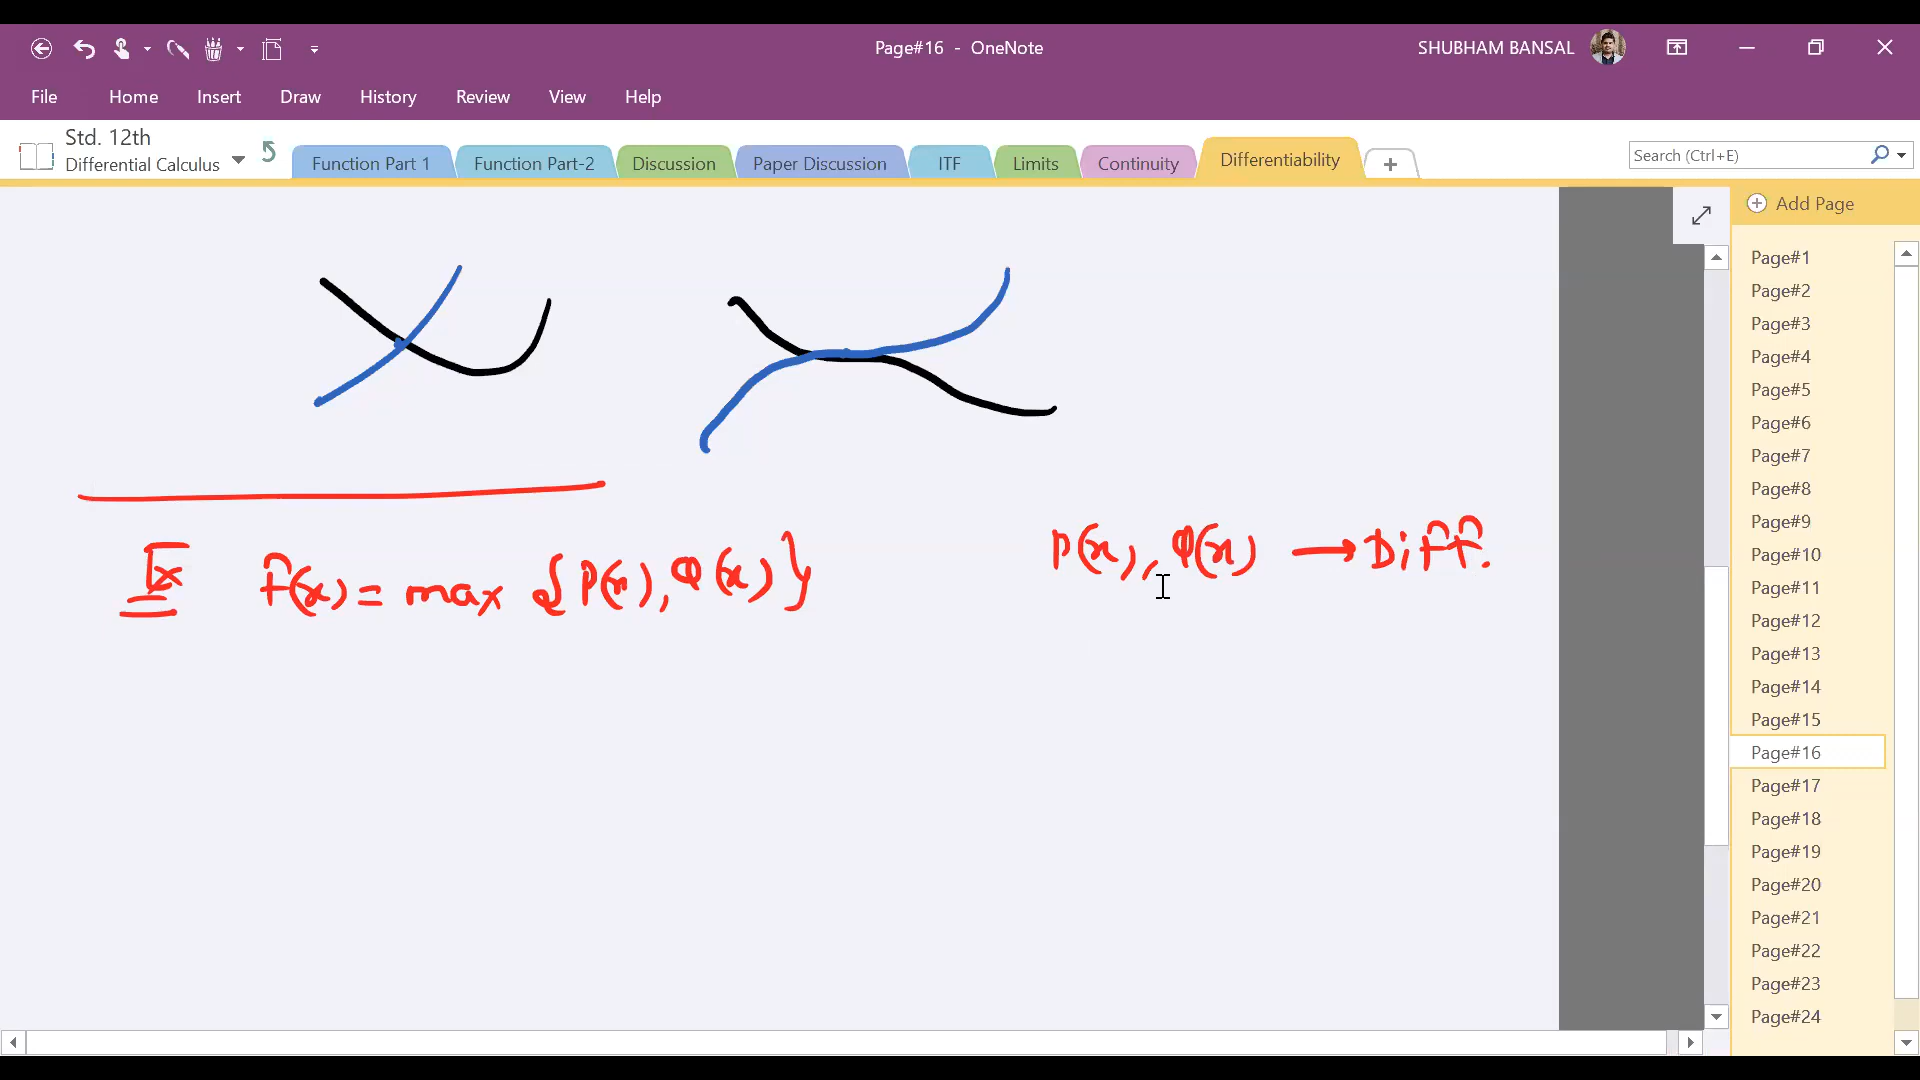 Page#16 - OneNote
SHUBHAM BANSAL
File Home Insert Draw History Review View Help
Std. 12th
Differential Calculus
Function Part 1
Function Part-2
Discussion
Paper Discussion
ITF
Limits
Continuity
Differentiability
Search (Ctrl+E)
Add Page
Page#1
Page#2
Page#3
Page#4
Page#5
Page#6
Page#7
Page#8
Page#9
Page#10
Page#11
Page#12
Page#13
Page#14
Page#15
Page#16
Page#17
Page#18
Page#19
Page#20
Page#21
Page#22
Page#23
Page#24
Ex f(x) = max {P(x), Q(x)}
P(x), Q(x) → Diff.